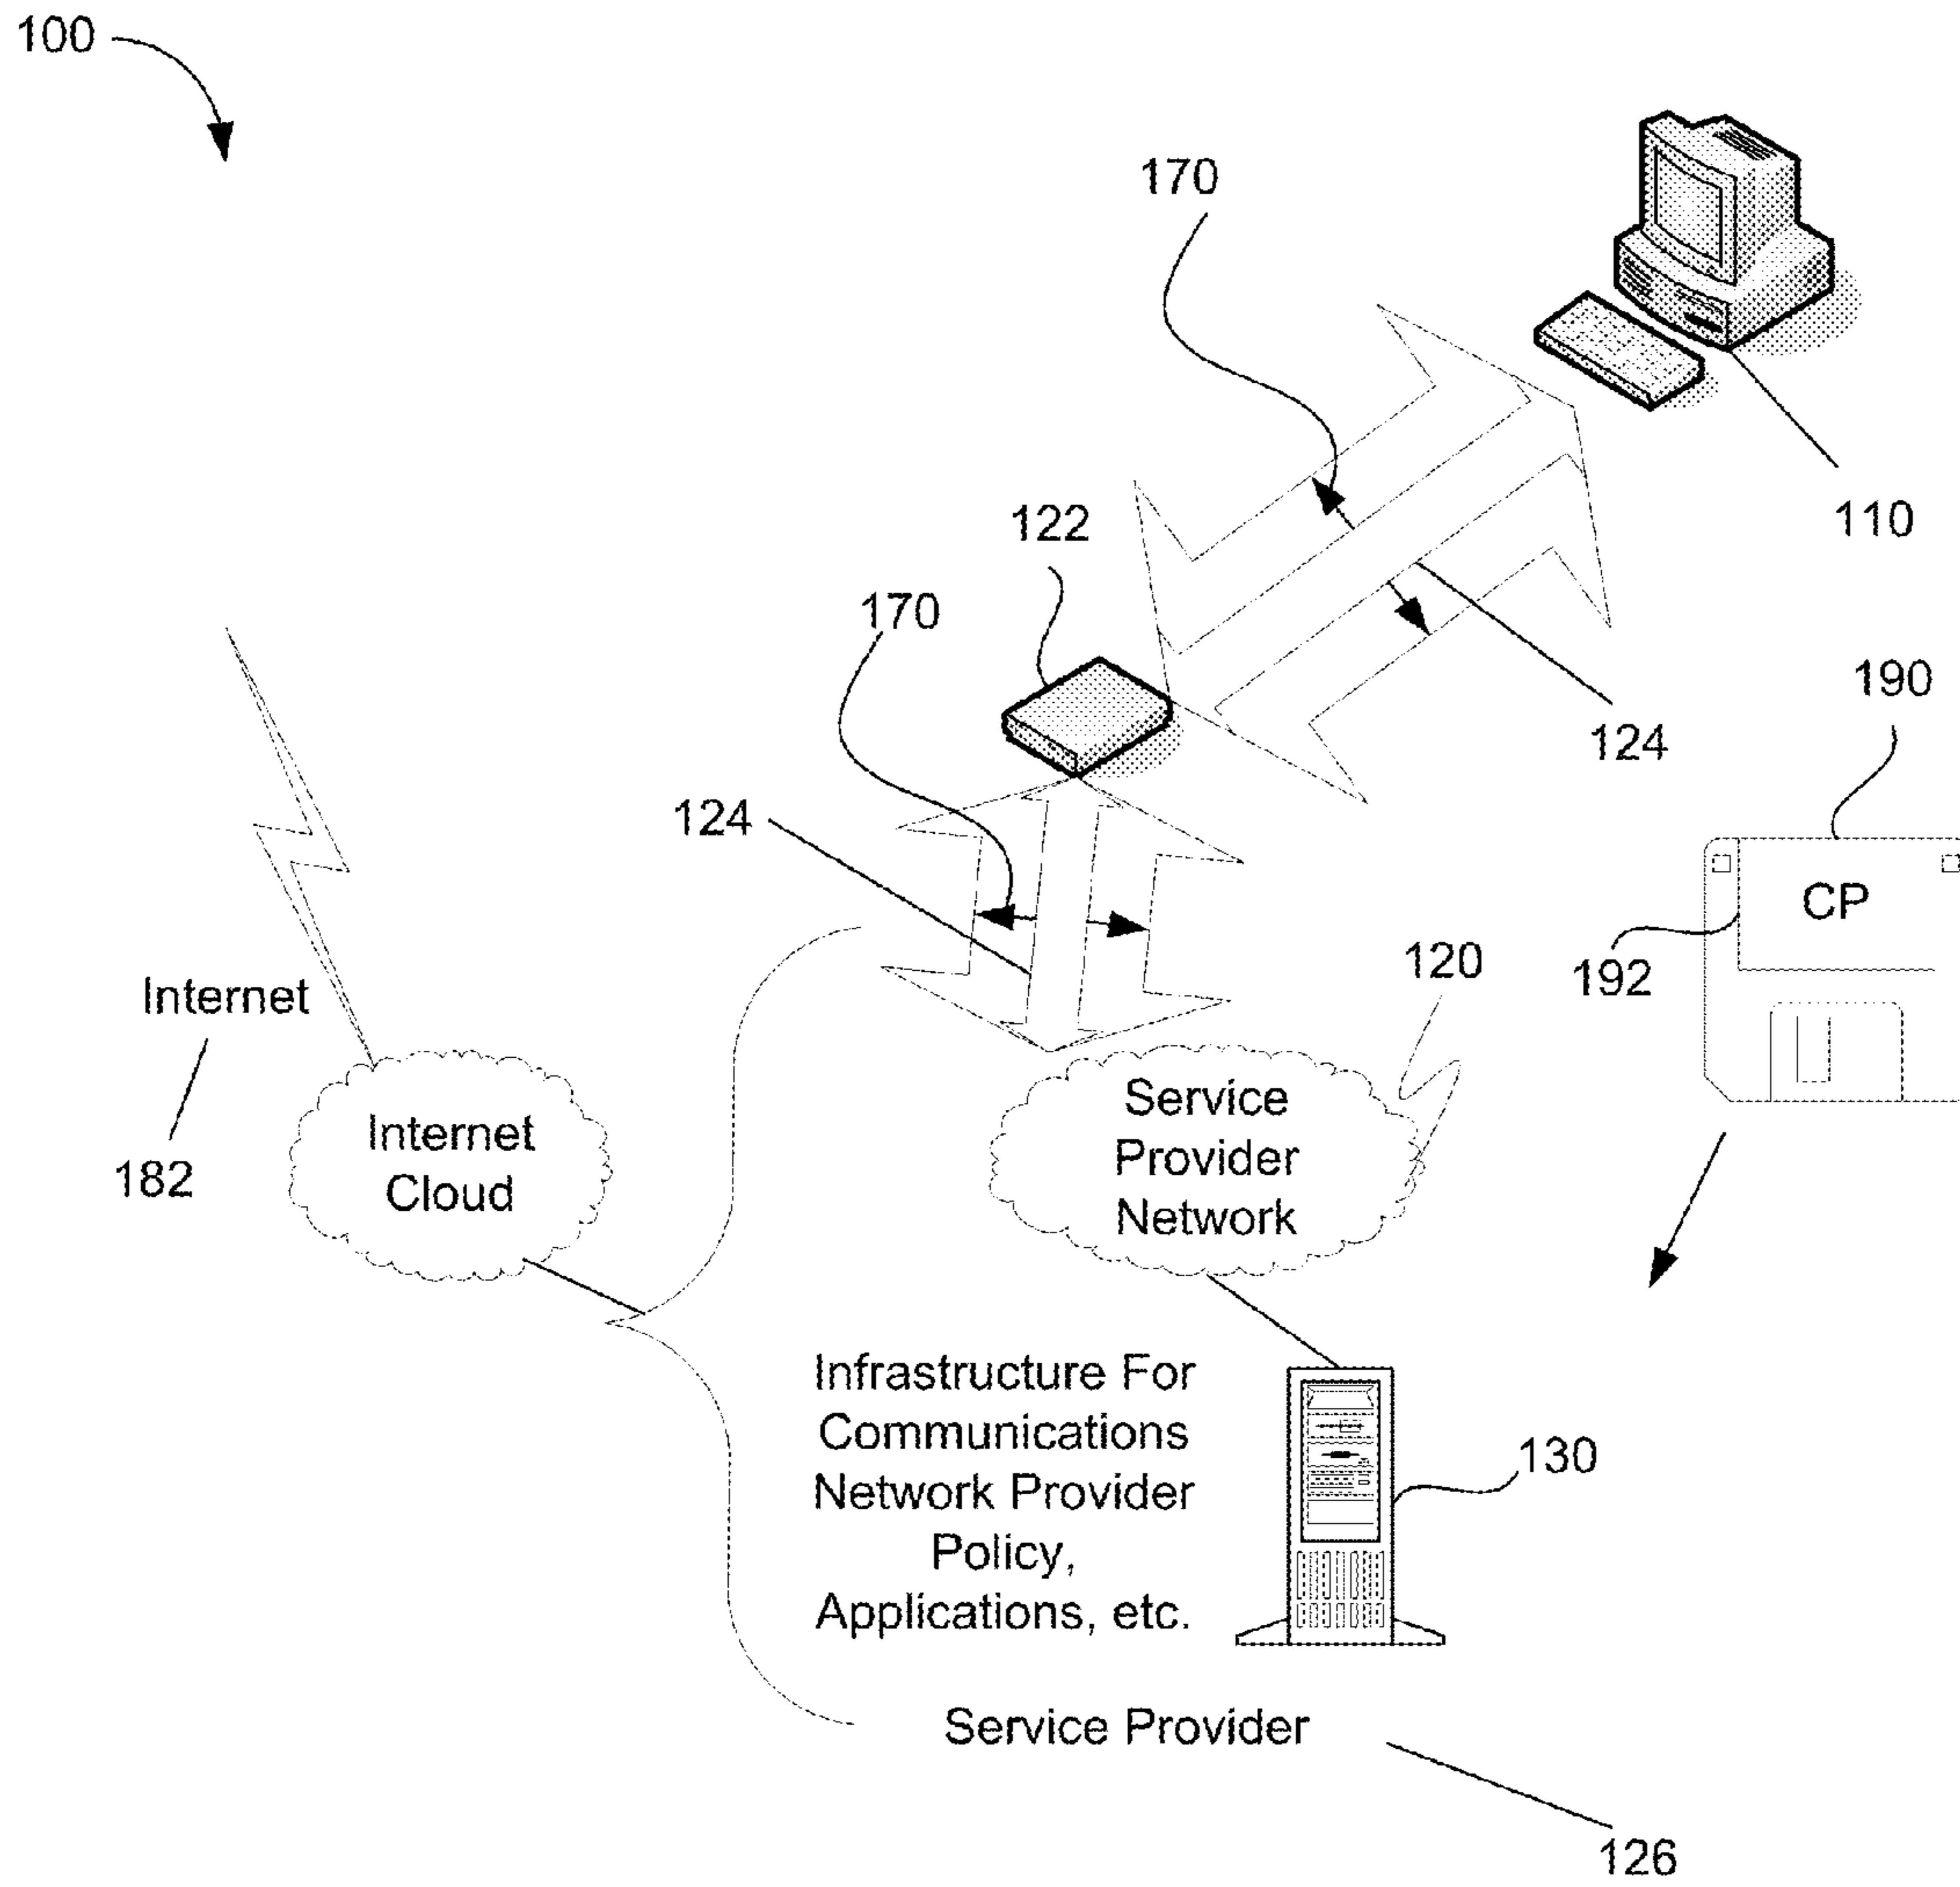 100
170
110
122
170
190
124
124
CP
120
192
Internet
182
Internet
Cloud
Service
Provider
Network
Infrastructure For
Communications
Network Provider
Policy,
Applications, etc.
130
Service Provider
126